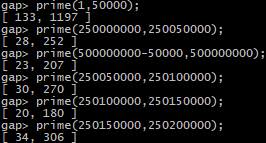 gap> prime(1,50000);
[ 133, 1197 ]
gap> prime(250000000,250050000);
[ 28, 252 ]
gap> prime(500000000-50000,500000000);
[ 23, 207 ]
gap> prime(250050000,250100000);
[ 30, 270 ]
gap> prime(250100000,250150000);
[ 20, 180 ]
gap> prime(250150000,250200000);
[ 34, 306 ]